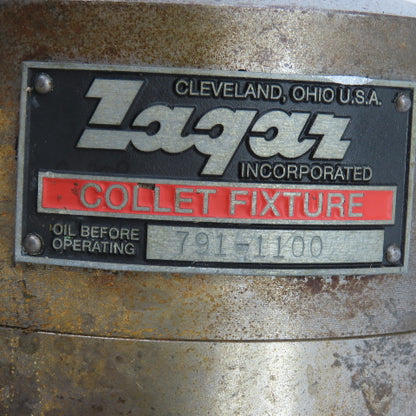 CLEVELAND, OHIO U.S.A.
Zagar
INCORPORATED
COLLET FIXTURE
OIL BEFORE
OPERATING
791-1100